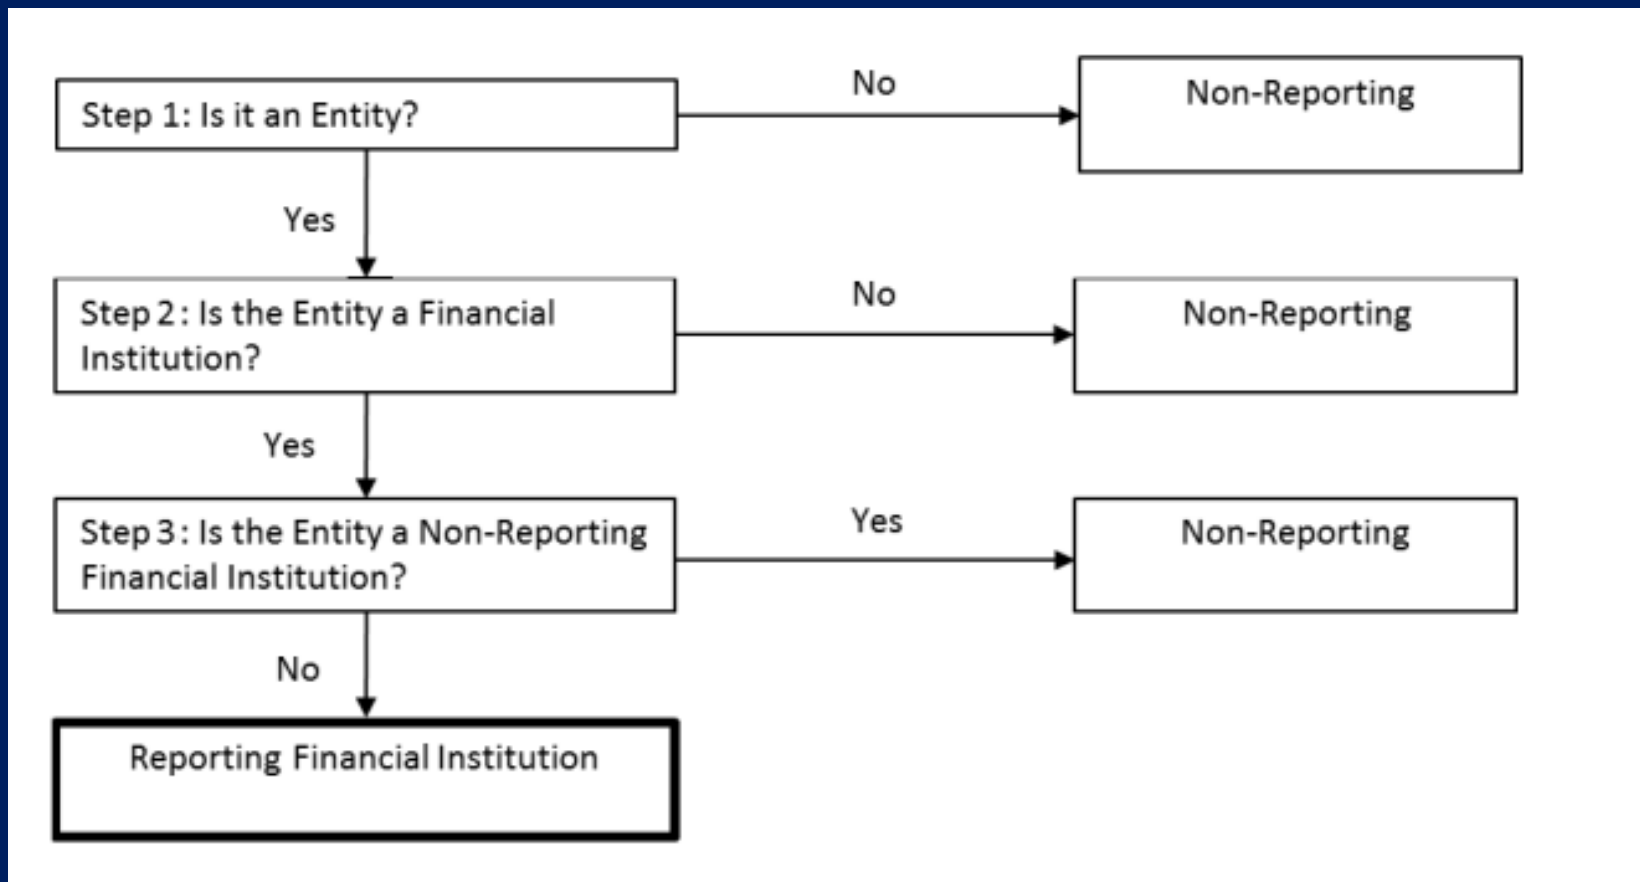 Step 1: Is it an Entity?
No
Non-Reporting
Yes
Step 2: Is the Entity a Financial
Institution?
No
Non-Reporting
Yes
Step 3: Is the Entity a Non-Reporting
Financial Institution?
Yes
Non-Reporting
No
Reporting Financial Institution